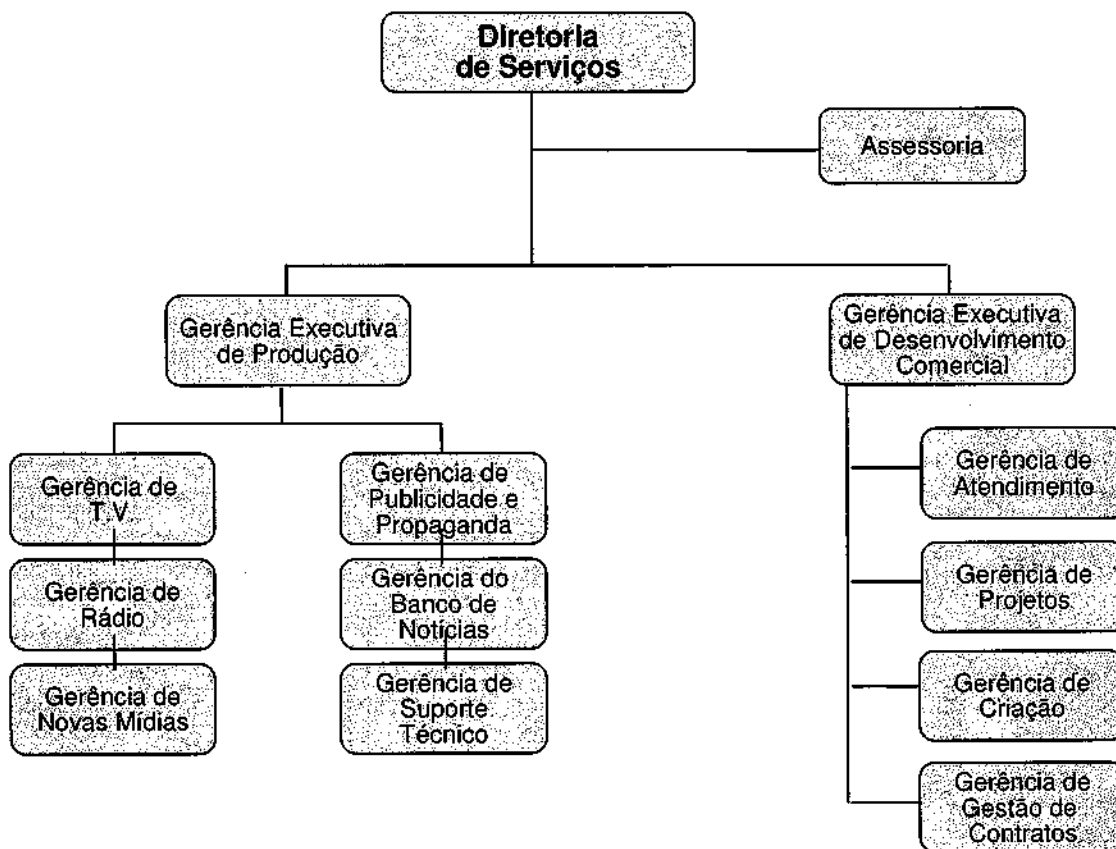 Diretoria
de Serviços
Assessoria
Gerência Executiva
de Produção
Gerência Executiva
de Desenvolvimento
Comercial
Gerência de
T.V.
Gerência de
Rádio
Gerência de
Novas Mídias
Gerência de
Publicidade e
Propaganda
Gerência do
Banco de
Notícias
Gerência de
Suporte
Técnico
Gerência de
Atendimento
Gerência de
Projetos
Gerência de
Criação
Gerência de
Gestão de
Contratos